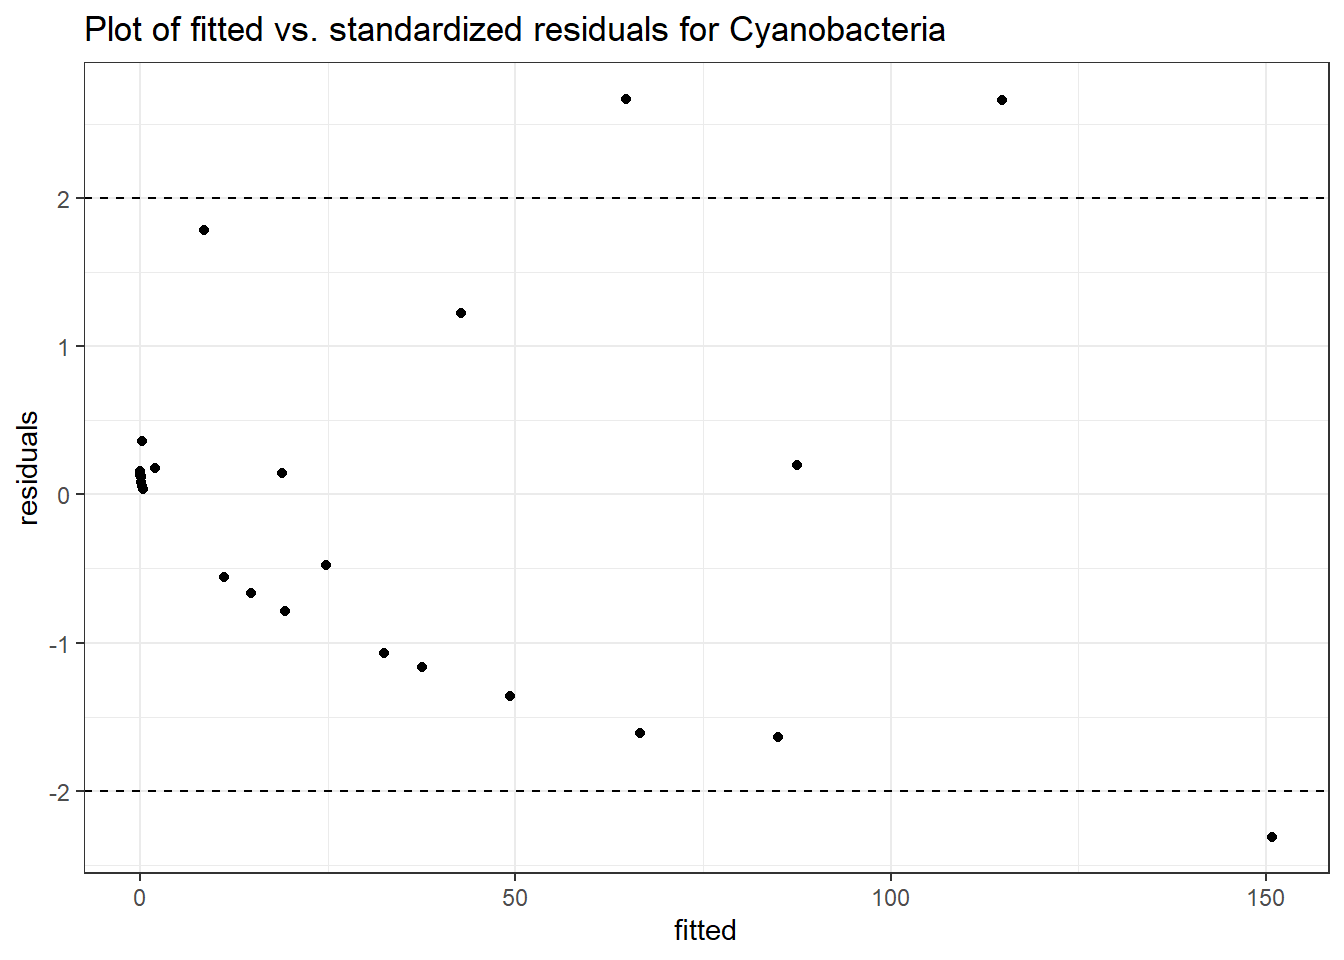 Plot of fitted vs. standardized residuals for Cyanobacteria
2
1
0
-1
-2
residuals
0 50 100 150
fitted